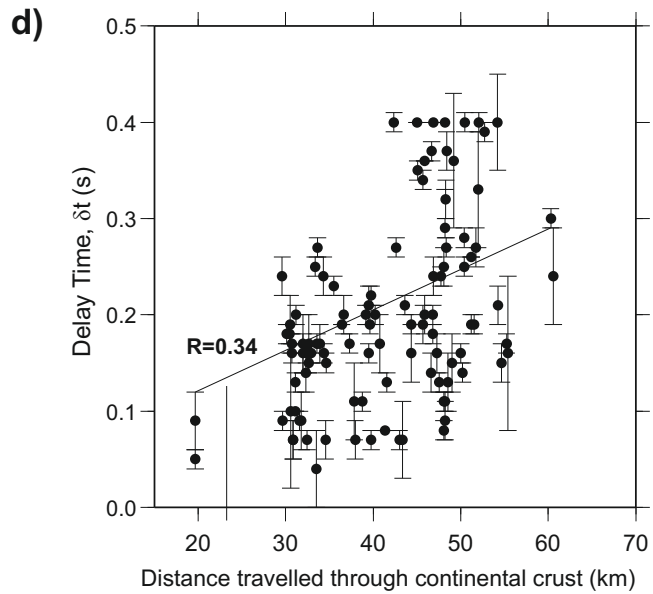 d)
0.5
0.4
0.3
0.2
0.1
0.0
Delay Time, δt (s)
R=0.34
20 30 40 50 60 70
Distance travelled through continental crust (km)